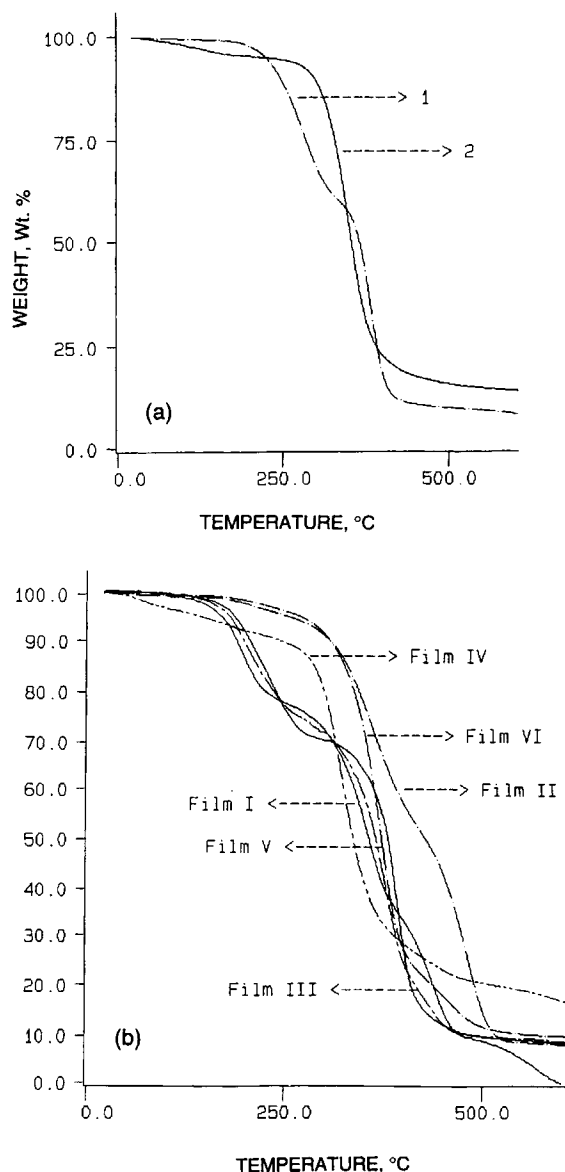 100.0
75.0
50.0
25.0
0.0
WEIGHT, Wt. %
1
2
(a)
0.0 250.0 500.0
TEMPERATURE, °C
100.0
90.0
80.0
70.0
60.0
50.0
40.0
30.0
20.0
10.0
0.0
Film IV
Film VI
Film II
Film I
Film V
Film III
(b)
0.0 250.0 500.0
TEMPERATURE, °C